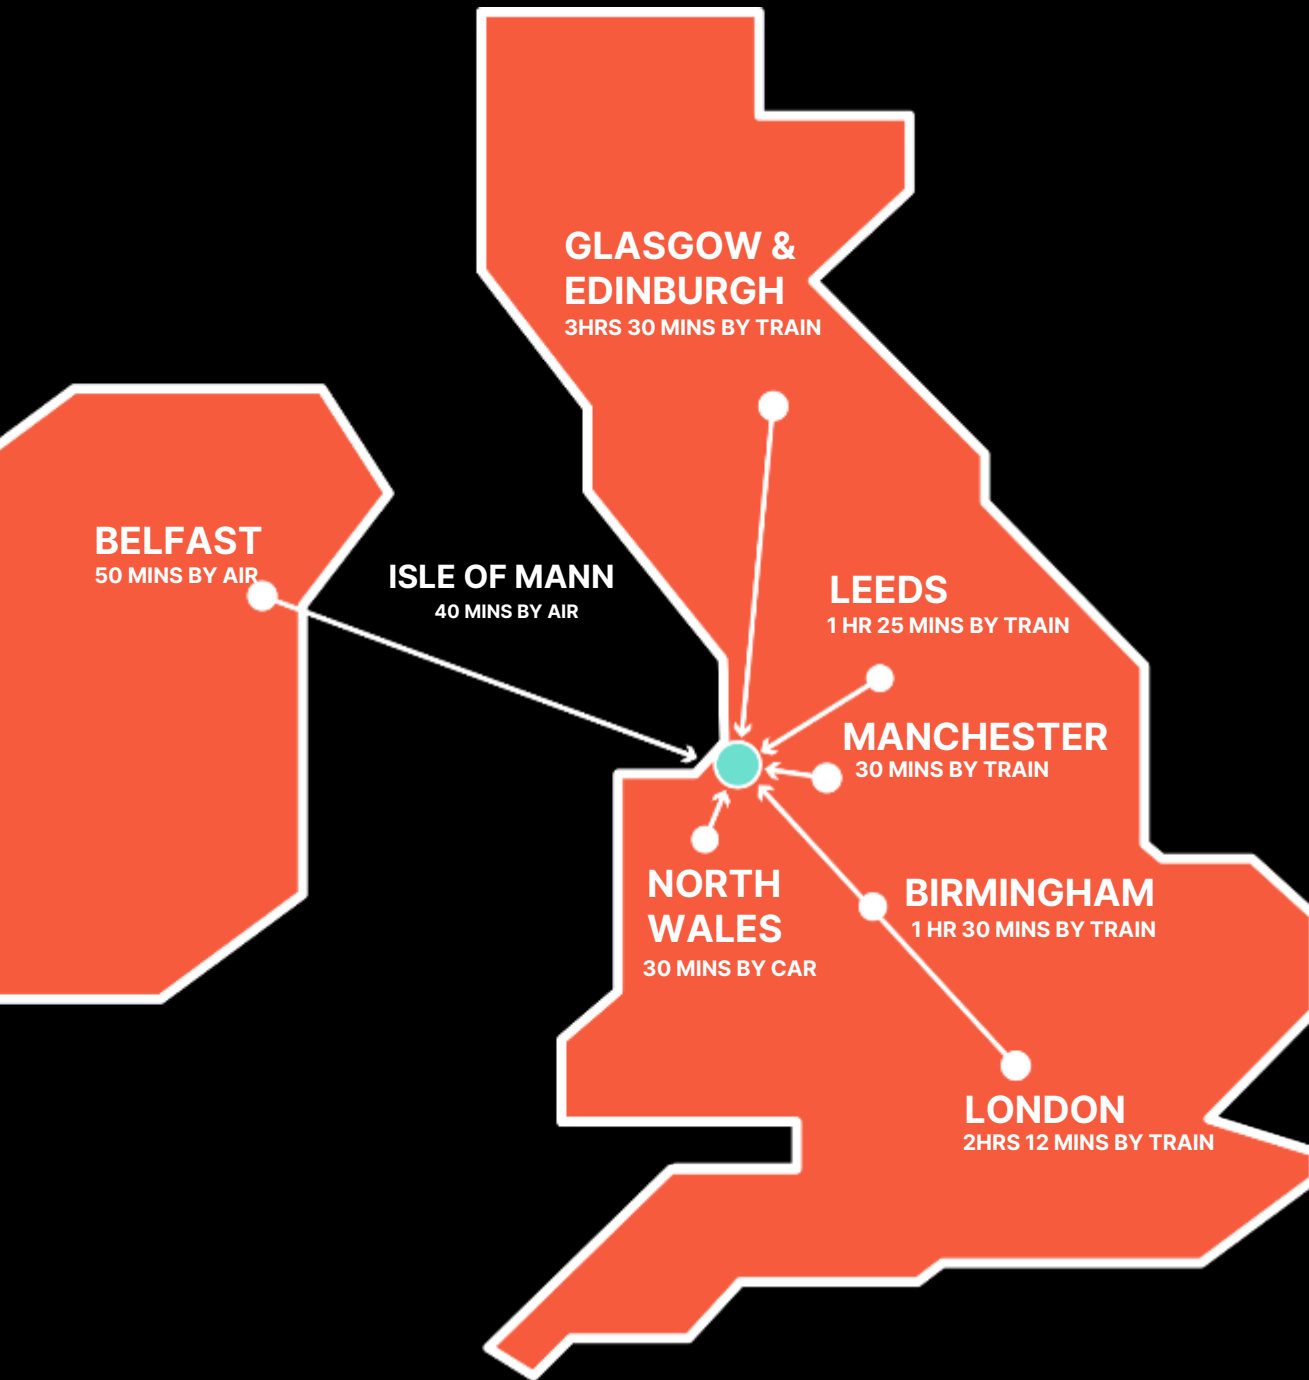 GLASGOW &
EDINBURGH
3HRS 30 MINS BY TRAIN
BELFAST
50 MINS BY AIR
ISLE OF MANN
40 MINS BY AIR
LEEDS
1 HR 25 MINS BY TRAIN
MANCHESTER
30 MINS BY TRAIN
NORTH
WALES
30 MINS BY CAR
BIRMINGHAM
1 HR 30 MINS BY TRAIN
LONDON
2HRS 12 MINS BY TRAIN